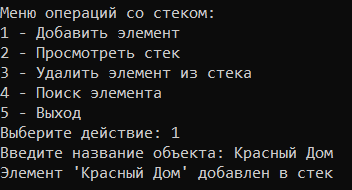 Меню операций со стеком:
1 - Добавить элемент
2 - Просмотреть стек
3 - Удалить элемент из стека
4 - Поиск элемента
5 - Выход
Выберите действие: 1
Введите название объекта: Красный Дом
Элемент 'Красный Дом' добавлен в стек